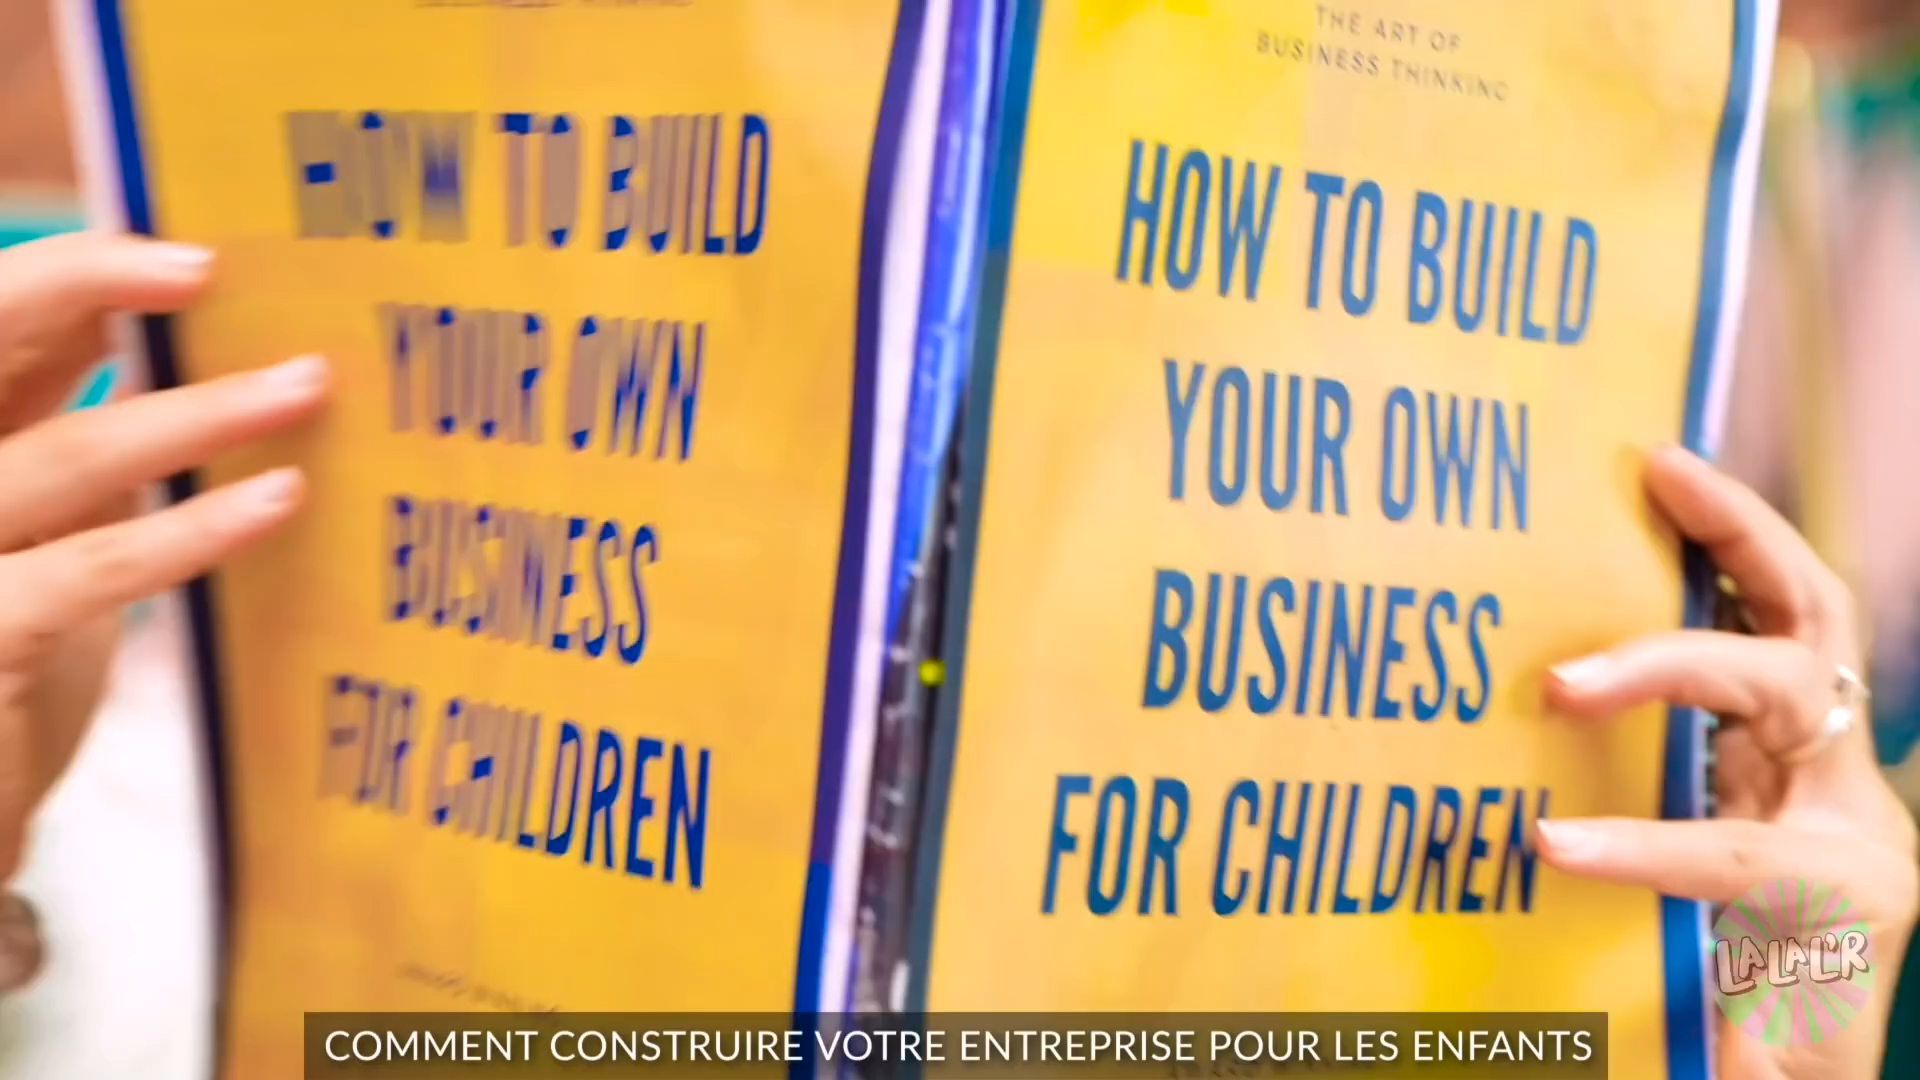 HOW TO BUILD
YOUR OWN
BUSINESS
FOR CHILDREN
THE ART OF
BUSINESS THINKING
HOW TO BUILD
YOUR OWN
BUSINESS
FOR CHILDREN
LALAL'R
COMMENT CONSTRUIRE VOTRE ENTREPRISE POUR LES ENFANTS